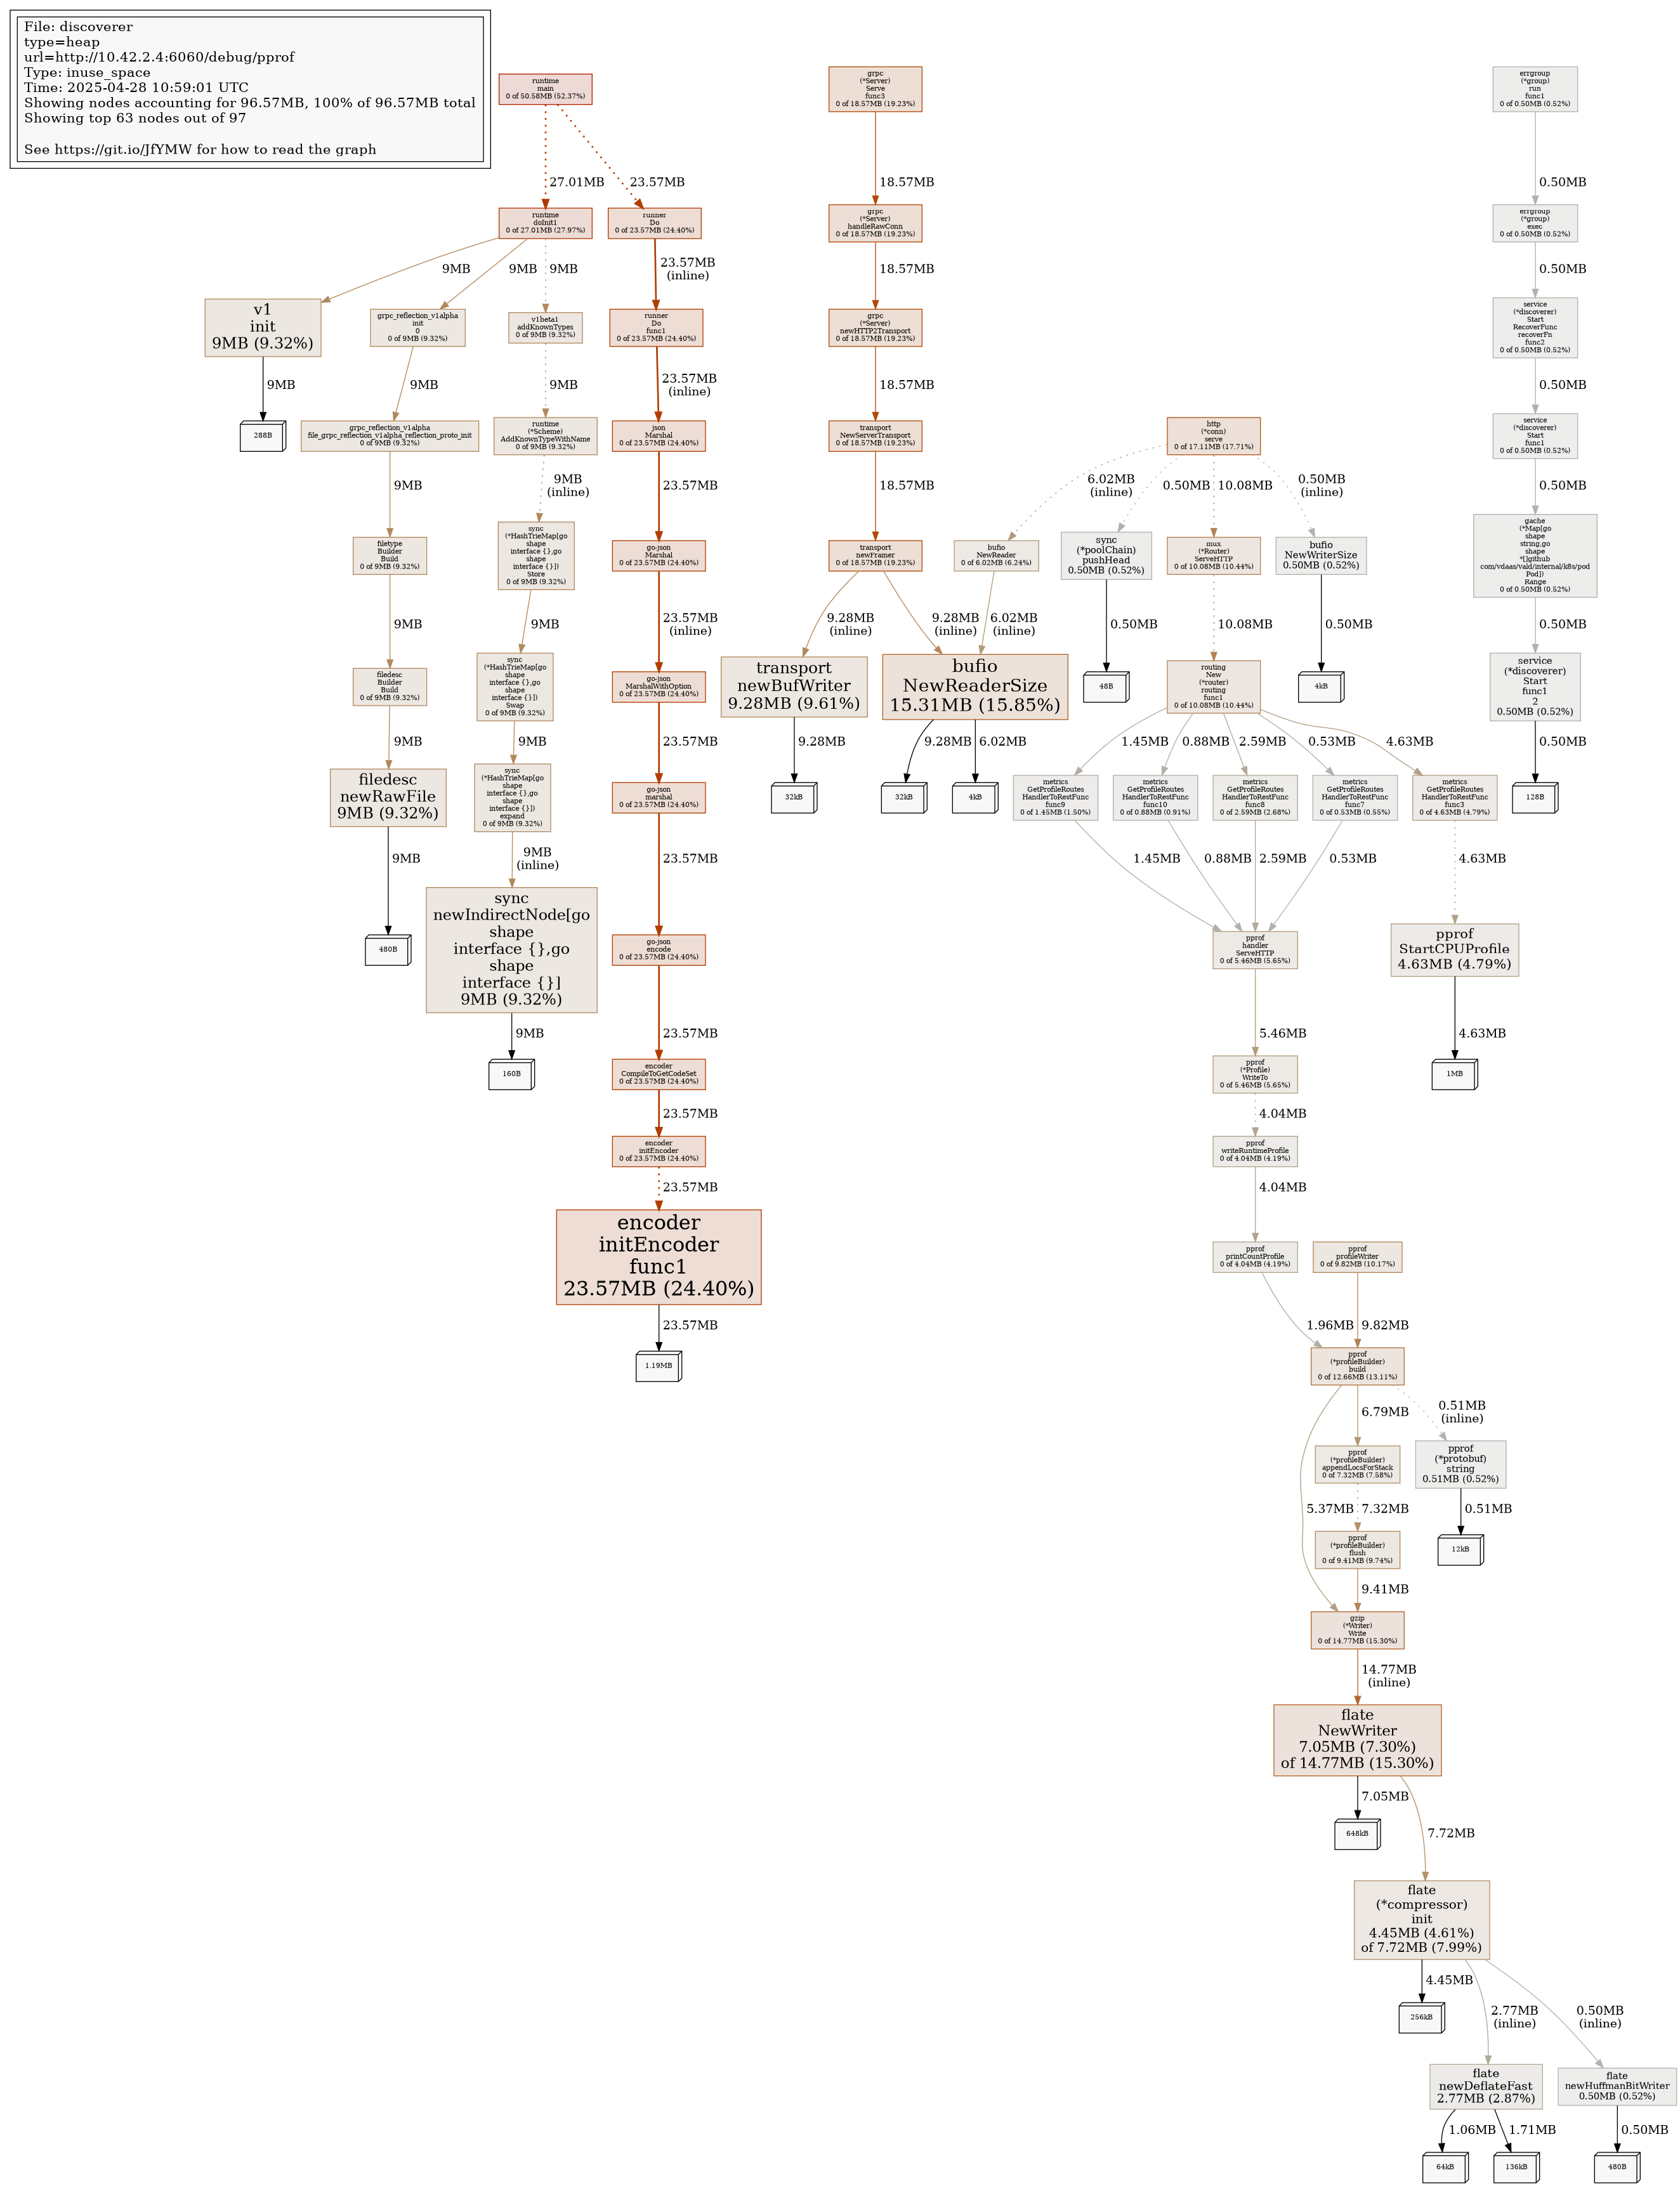 File: discoverer
type=heap
url=http://10.42.2.4:6060/debug/pprof
Type: inuse_space
Time: 2025-04-28 10:59:01 UTC
Showing nodes accounting for 96.57MB, 100% of 96.57MB total
Showing top 63 nodes out of 97
See https://git.io/JfYMW for how to read the graph
runtime
main
0 of 50.58MB (52.37%)
27.01MB
23.57MB
runtime
doInit1
0 of 27.01MB (27.97%)
9MB
9MB
9MB
v1
init
9MB (9.32%)
9MB
288B
grpc_reflection_v1alpha
init
0
0 of 9MB (9.32%)
9MB
grpc_reflection_v1alpha
file_grpc_reflection_v1alpha_reflection_proto_init
0 of 9MB (9.32%)
9MB
filetype
Builder
Build
0 of 9MB (9.32%)
9MB
filedesc
Builder
Build
0 of 9MB (9.32%)
9MB
filedesc
newRawFile
9MB (9.32%)
9MB
480B
v1beta1
addKnownTypes
0 of 9MB (9.32%)
9MB
runtime
(*Scheme)
AddKnownTypeWithName
0 of 9MB (9.32%)
9MB
(inline)
sync
(*HashTrieMap[go
shape
interface {},go
shape
interface {}])
Store
0 of 9MB (9.32%)
9MB
sync
(*HashTrieMap[go
shape
interface {},go
shape
interface {}])
Swap
0 of 9MB (9.32%)
9MB
sync
(*HashTrieMap[go
shape
interface {},go
shape
interface {}])
expand
0 of 9MB (9.32%)
9MB
(inline)
sync
newIndirectNode[go
shape
interface {},go
shape
interface {}]
9MB (9.32%)
9MB
160B
runner
Do
0 of 23.57MB (24.40%)
23.57MB
(inline)
runner
Do
func1
0 of 23.57MB (24.40%)
23.57MB
(inline)
json
Marshal
0 of 23.57MB (24.40%)
23.57MB
go-json
Marshal
0 of 23.57MB (24.40%)
23.57MB
(inline)
go-json
MarshalWithOption
0 of 23.57MB (24.40%)
23.57MB
go-json
marshal
0 of 23.57MB (24.40%)
23.57MB
go-json
encode
0 of 23.57MB (24.40%)
23.57MB
encoder
CompileToGetCodeSet
0 of 23.57MB (24.40%)
23.57MB
encoder
initEncoder
0 of 23.57MB (24.40%)
23.57MB
encoder
initEncoder
func1
23.57MB (24.40%)
23.57MB
1.19MB
grpc
(*Server)
Serve
func3
0 of 18.57MB (19.23%)
18.57MB
grpc
(*Server)
handleRawConn
0 of 18.57MB (19.23%)
18.57MB
grpc
(*Server)
newHTTP2Transport
0 of 18.57MB (19.23%)
18.57MB
transport
NewServerTransport
0 of 18.57MB (19.23%)
18.57MB
transport
newFramer
0 of 18.57MB (19.23%)
9.28MB
(inline)
9.28MB
(inline)
transport
newBufWriter
9.28MB (9.61%)
9.28MB
32kB
bufio
NewReader
0 of 6.02MB (6.24%)
6.02MB
(inline)
bufio
NewReaderSize
15.31MB (15.85%)
9.28MB
6.02MB
32kB
4kB
http
(*conn)
serve
0 of 17.11MB (17.71%)
6.02MB
(inline)
0.50MB
10.08MB
0.50MB
(inline)
sync
(*poolChain)
pushHead
0.50MB (0.52%)
0.50MB
48B
mux
(*Router)
ServeHTTP
0 of 10.08MB (10.44%)
10.08MB
bufio
NewWriterSize
0.50MB (0.52%)
0.50MB
4kB
routing
New
(*router)
routing
func1
0 of 10.08MB (10.44%)
1.45MB
0.88MB
2.59MB
0.53MB
4.63MB
metrics
GetProfileRoutes
HandlerToRestFunc
func9
0 of 1.45MB (1.50%)
metrics
GetProfileRoutes
HandlerToRestFunc
func10
0 of 0.88MB (0.91%)
metrics
GetProfileRoutes
HandlerToRestFunc
func8
0 of 2.59MB (2.68%)
metrics
GetProfileRoutes
HandlerToRestFunc
func7
0 of 0.53MB (0.55%)
metrics
GetProfileRoutes
HandlerToRestFunc
func3
0 of 4.63MB (4.79%)
1.45MB
0.88MB
2.59MB
0.53MB
4.63MB
pprof
handler
ServeHTTP
0 of 5.46MB (5.65%)
5.46MB
pprof
StartCPUProfile
4.63MB (4.79%)
4.63MB
1MB
pprof
(*Profile)
WriteTo
0 of 5.46MB (5.65%)
4.04MB
pprof
writeRuntimeProfile
0 of 4.04MB (4.19%)
4.04MB
pprof
printCountProfile
0 of 4.04MB (4.19%)
1.96MB
pprof
profileWriter
0 of 9.82MB (10.17%)
9.82MB
pprof
(*profileBuilder)
build
0 of 12.66MB (13.11%)
5.37MB
6.79MB
0.51MB
(inline)
pprof
(*profileBuilder)
appendLocsForStack
0 of 7.32MB (7.58%)
7.32MB
pprof
(*protobuf)
string
0.51MB (0.52%)
0.51MB
12kB
pprof
(*profileBuilder)
flush
0 of 9.41MB (9.74%)
9.41MB
gzip
(*Writer)
Write
0 of 14.77MB (15.30%)
14.77MB
(inline)
flate
NewWriter
7.05MB (7.30%)
of 14.77MB (15.30%)
7.05MB
7.72MB
648kB
flate
(*compressor)
init
4.45MB (4.61%)
of 7.72MB (7.99%)
4.45MB
2.77MB
(inline)
0.50MB
(inline)
256kB
flate
newDeflateFast
2.77MB (2.87%)
1.06MB
1.71MB
64kB
136kB
flate
newHuffmanBitWriter
0.50MB (0.52%)
0.50MB
480B
errgroup
(*group)
run
func1
0 of 0.50MB (0.52%)
0.50MB
errgroup
(*group)
exec
0 of 0.50MB (0.52%)
0.50MB
service
(*discoverer)
Start
RecoverFunc
recoverFn
func2
0 of 0.50MB (0.52%)
0.50MB
service
(*discoverer)
Start
func1
0 of 0.50MB (0.52%)
0.50MB
gache
(*Map[go
shape
string,go
shape
*[]github
com/vdaas/vald/internal/k8s/pod
Pod])
Range
0 of 0.50MB (0.52%)
0.50MB
service
(*discoverer)
Start
func1
2
0.50MB (0.52%)
0.50MB
128B